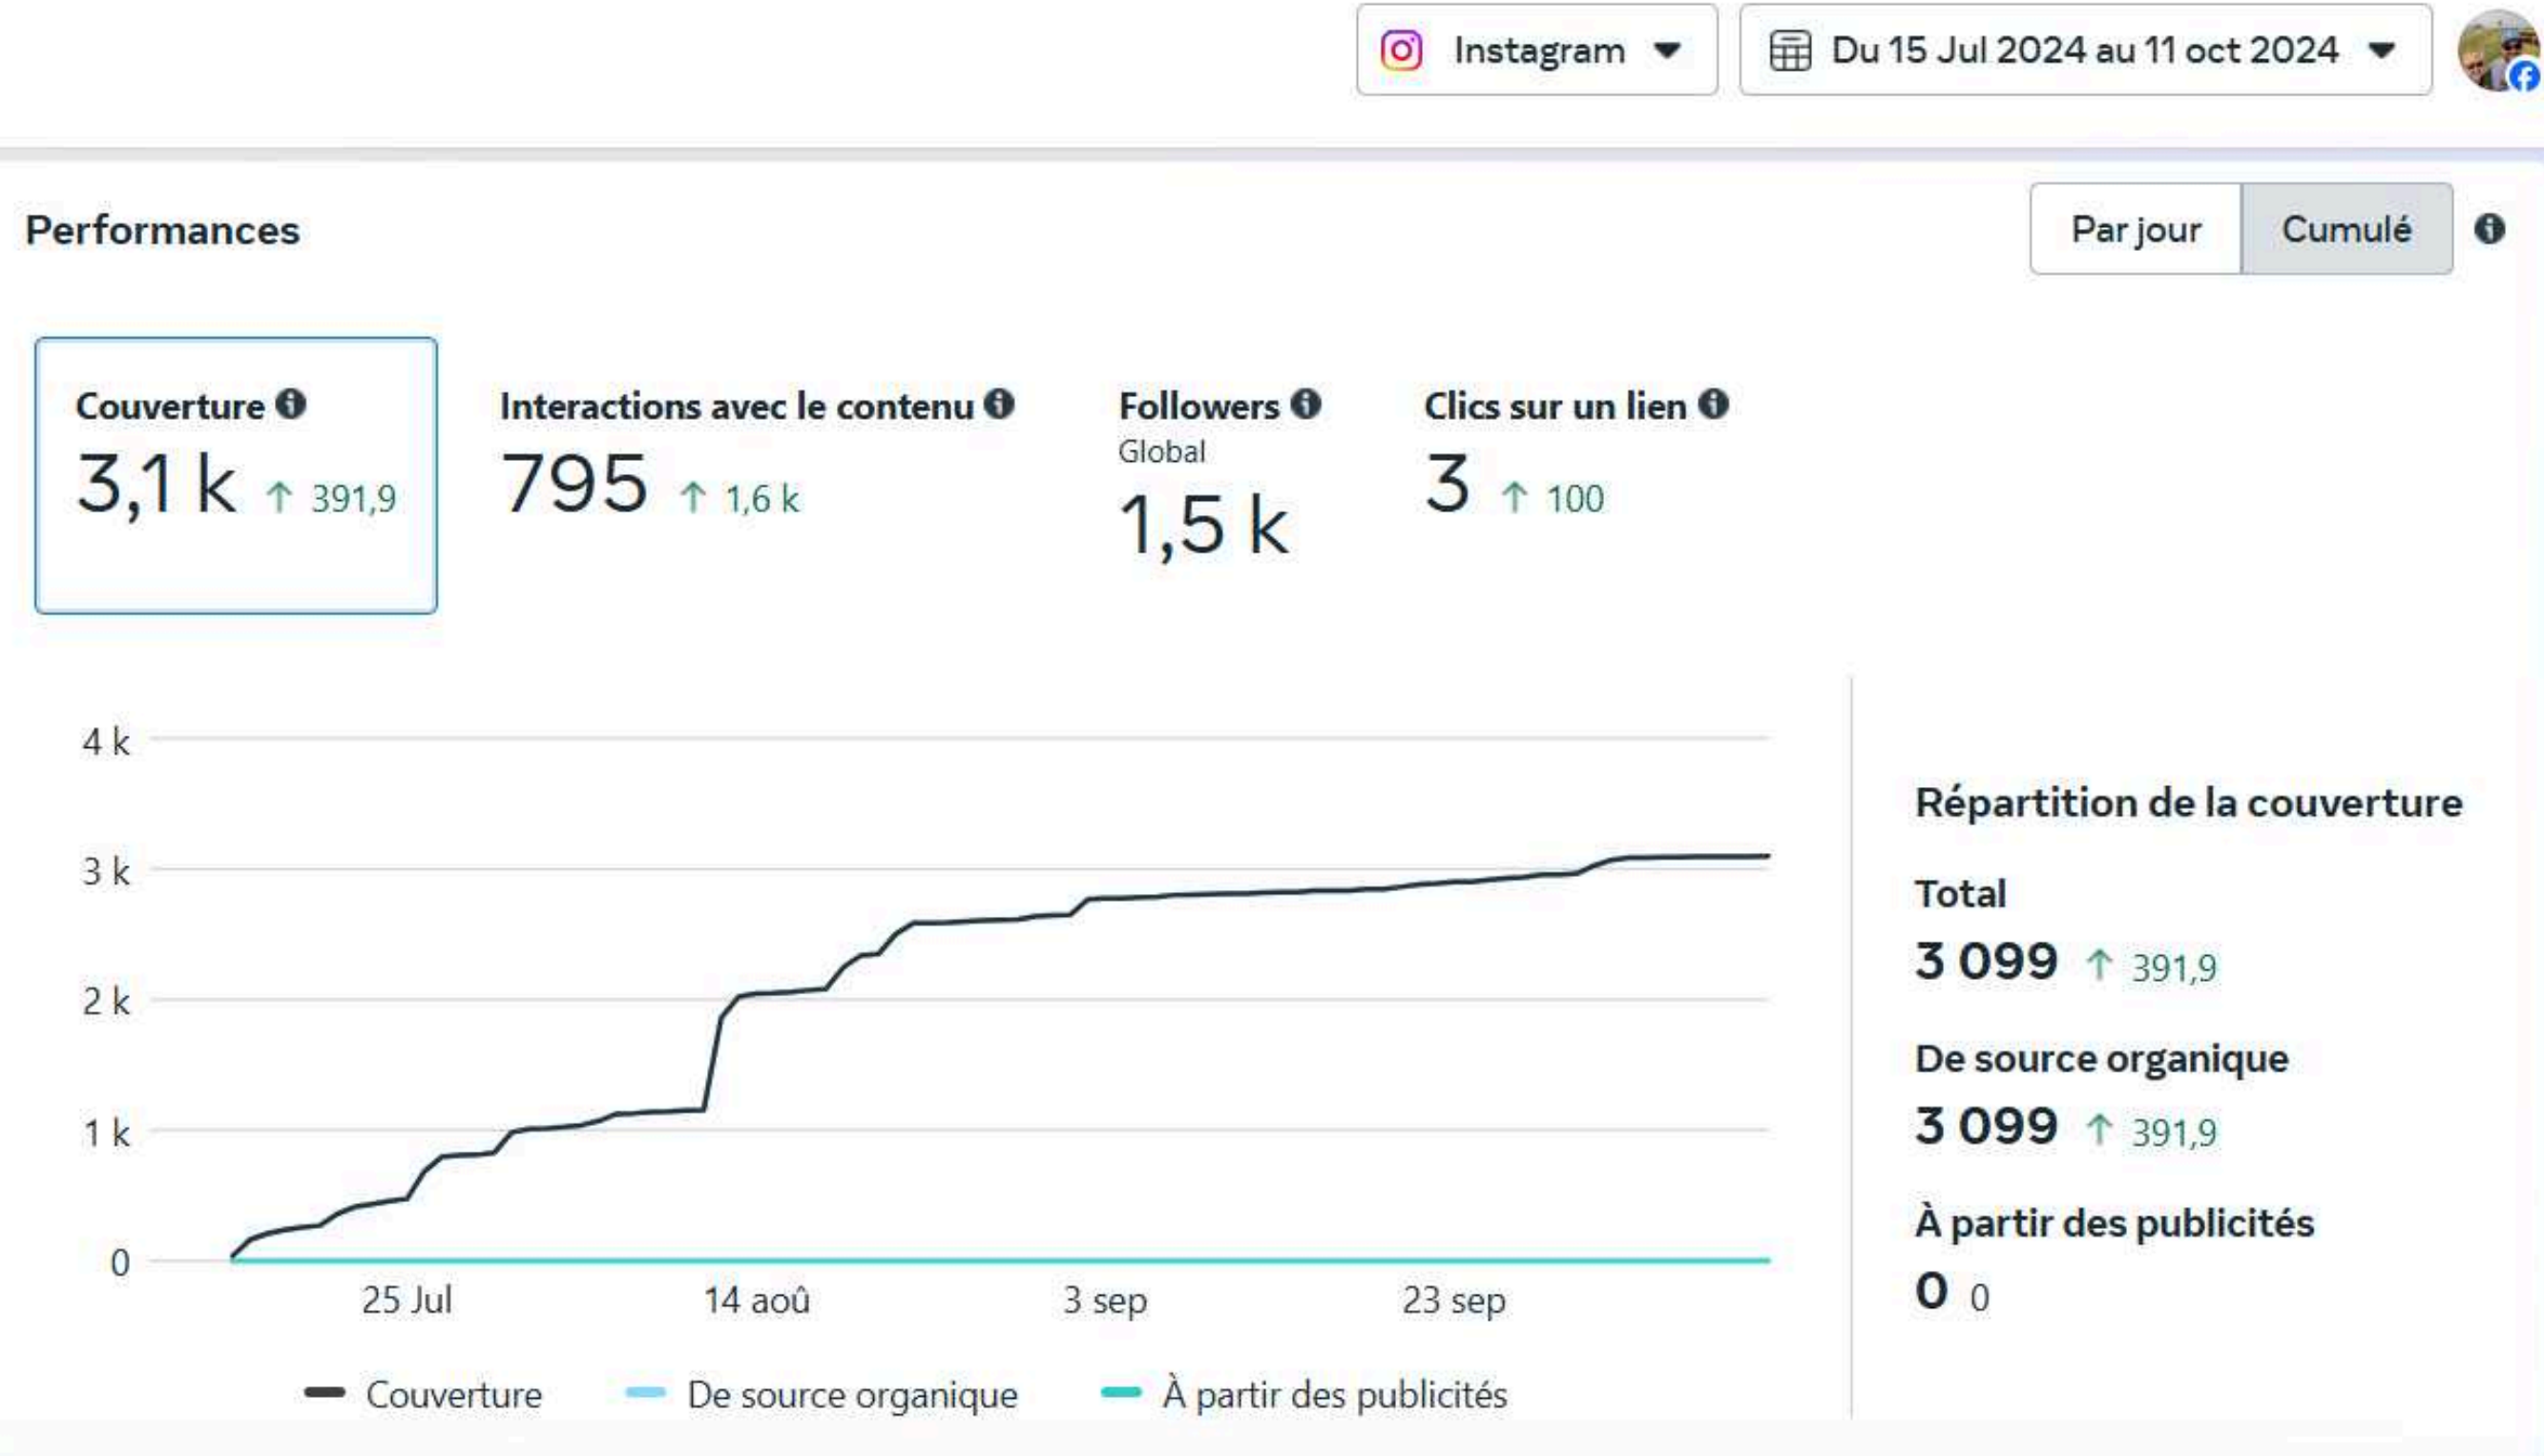 Instagram
Du 15 Jul 2024 au 11 oct 2024
Performances
Par jour
Cumulé
Couverture
3,1 k ↑ 391,9
Interactions avec le contenu
795 ↑ 1,6 k
Followers
Global
1,5 k
Clics sur un lien
3 ↑ 100
4 k
3 k
2 k
1 k
0
25 Jul
14 aoû
3 sep
23 sep
Couverture
De source organique
À partir des publicités
Répartition de la couverture
Total
3 099 ↑ 391,9
De source organique
3 099 ↑ 391,9
À partir des publicités
0 0